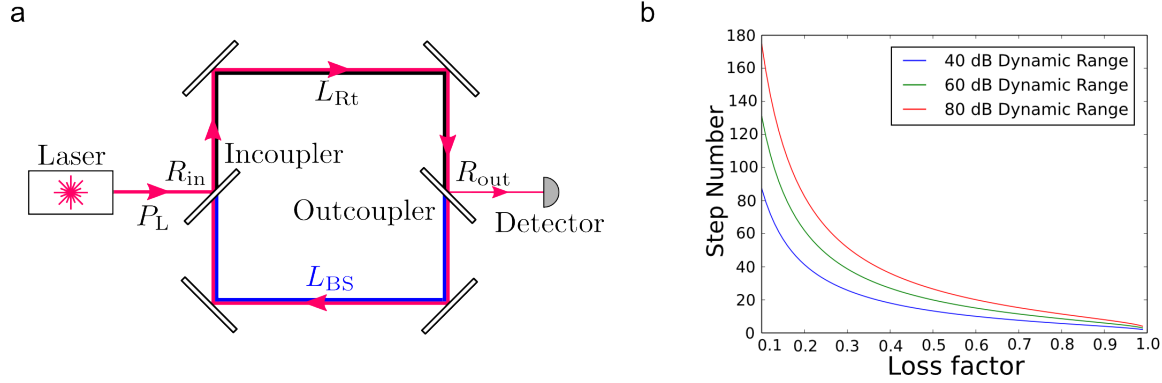 a
Laser
P_L
R_in
Incoupler
L_Rt
R_out
Outcoupler
Detector
L_BS
b
Step Number
180
160
140
120
100
80
60
40
20
0
40 dB Dynamic Range
60 dB Dynamic Range
80 dB Dynamic Range
0.1 0.2 0.3 0.4 0.5 0.6 0.7 0.8 0.9 1.0
Loss factor